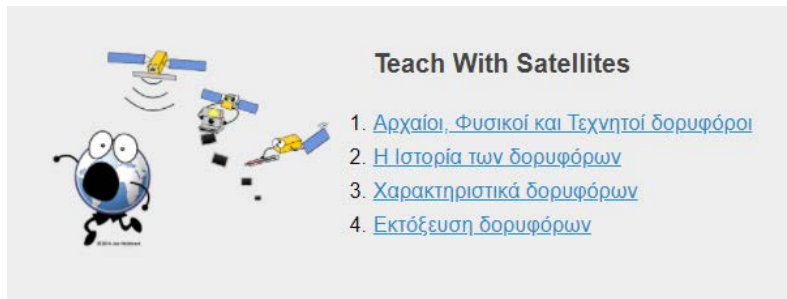 Teach With Satellites
1. Αρχαίοι, Φυσικοί και Τεχνητοί δορυφόροι
2. Η Ιστορία των δορυφόρων
3. Χαρακτηριστικά δορυφόρων
4. Εκτόξευση δορυφόρων